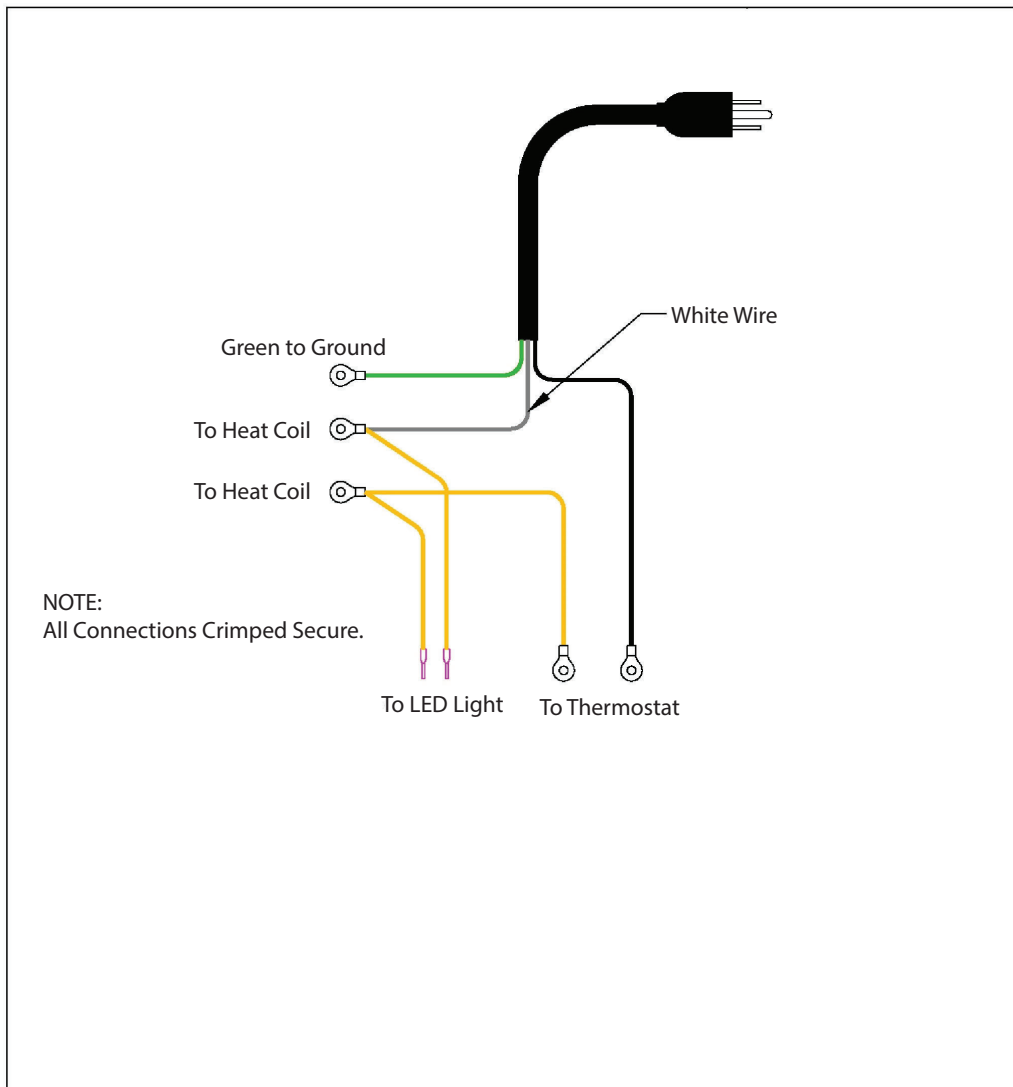 White Wire
Green to Ground
To Heat Coil
To Heat Coil
NOTE:
All Connections Crimped Secure.
To LED Light
To Thermostat